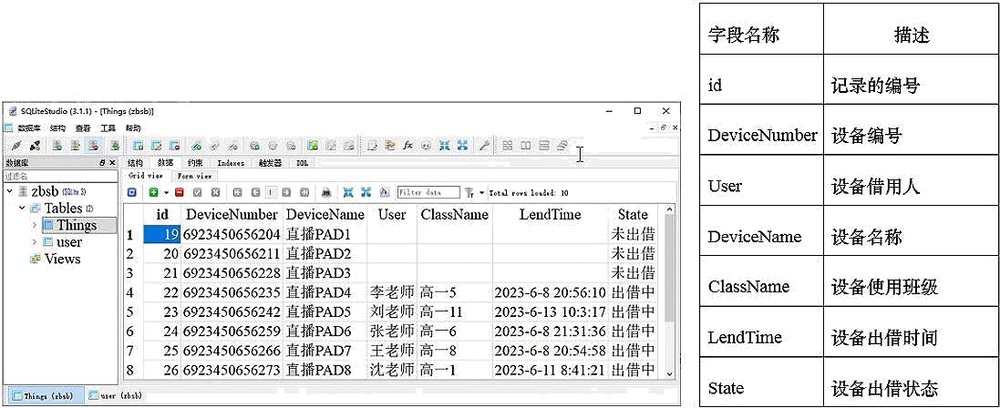 SQLiteStudio (3.1.1) - [Things (zbsb)]
数据库 结构 查看 工具 帮助
数据库
过滤名
zbsb (SQLite 3)
Tables (2)
Things
user
Views
结构 数据 约束 Indexes 触发器 DDL
Grid view Form view
Filter data Total rows loaded: 10
id DeviceNumber DeviceName User ClassName LendTime State
1 19 6923450656204 直播PAD1 未出借
2 20 6923450656211 直播PAD2 未出借
3 21 6923450656228 直播PAD3 未出借
4 22 6923450656235 直播PAD4 李老师 高一5 2023-6-8 20:56:10 出借中
5 23 6923450656242 直播PAD5 刘老师 高一11 2023-6-13 10:3:17 出借中
6 24 6923450656259 直播PAD6 张老师 高一6 2023-6-8 21:31:36 出借中
7 25 6923450656266 直播PAD7 王老师 高一8 2023-6-8 20:54:58 出借中
8 26 6923450656273 直播PAD8 沈老师 高一1 2023-6-11 8:41:21 出借中
Things (zbsb) user (zbsb)
字段名称 描述
id 记录的编号
DeviceNumber 设备编号
User 设备借用人
DeviceName 设备名称
ClassName 设备使用班级
LendTime 设备出借时间
State 设备出借状态